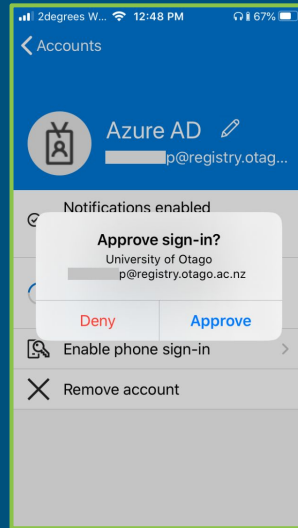 2degrees W... 12:48 PM 67%
Accounts
Azure AD
p@registry.otag...
Notifications enabled
Approve sign-in?
University of Otago
p@registry.otago.ac.nz
Deny Approve
Enable phone sign-in
Remove account